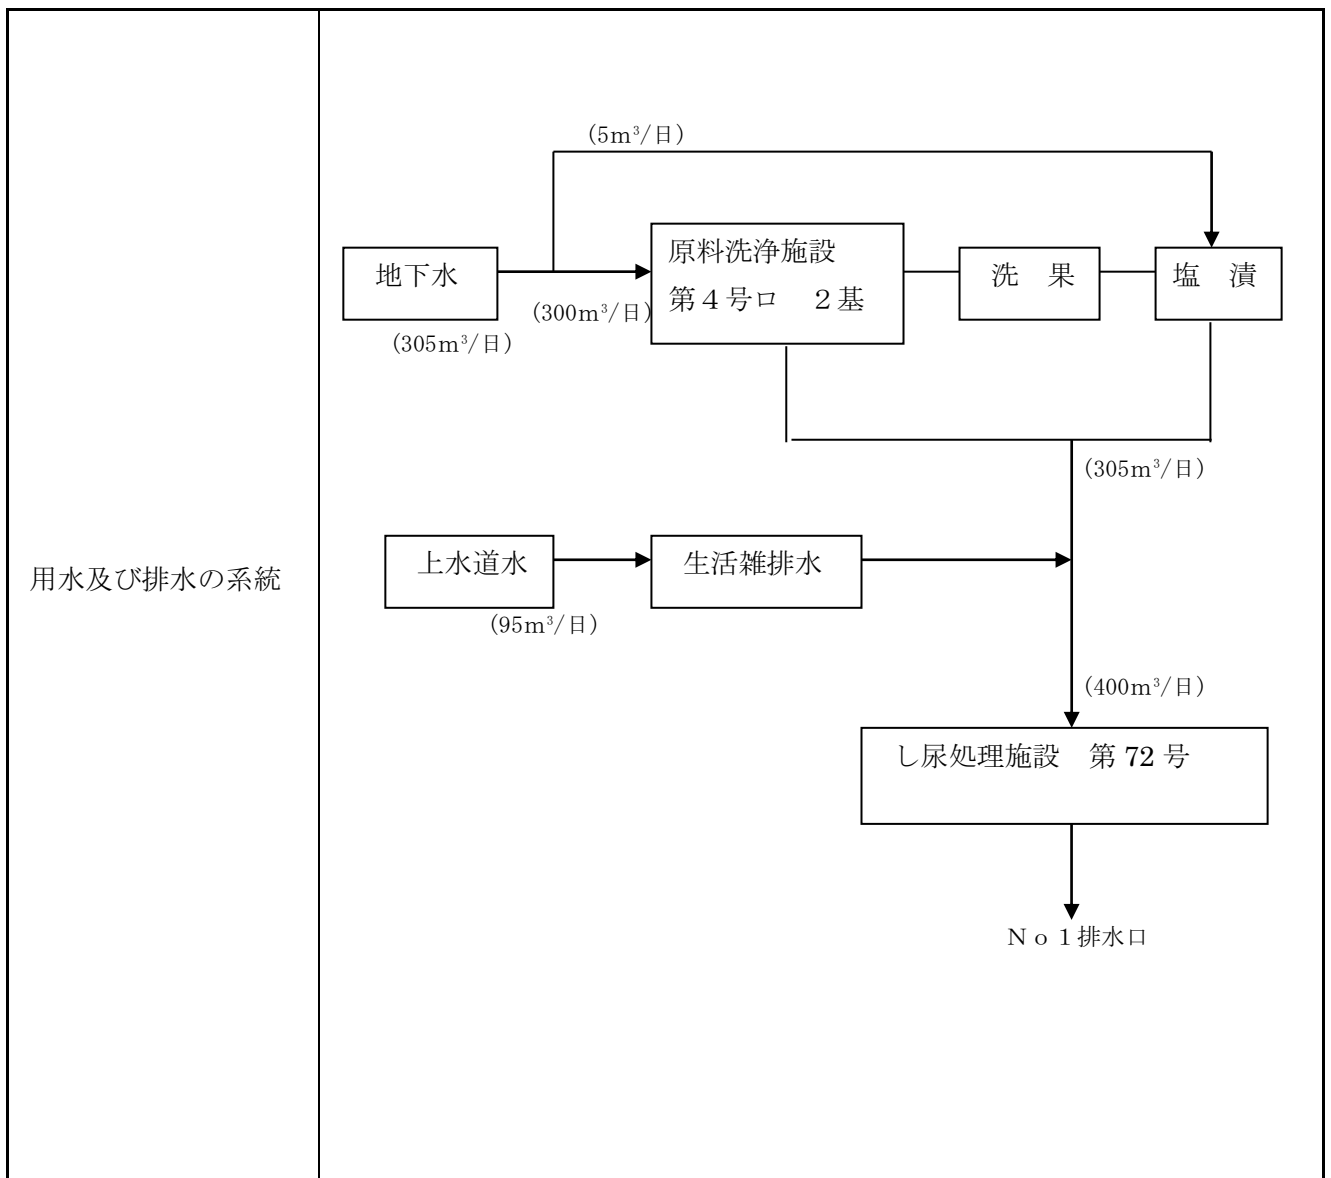 用水及び排水の系統
(5m³/日)
地下水
原料洗浄施設
第4号ロ 2基
洗 果
塩 漬
(300m³/日)
(305m³/日)
(305m³/日)
上水道水
生活雑排水
(95m³/日)
(400m³/日)
し尿処理施設 第 72 号
No1排水口